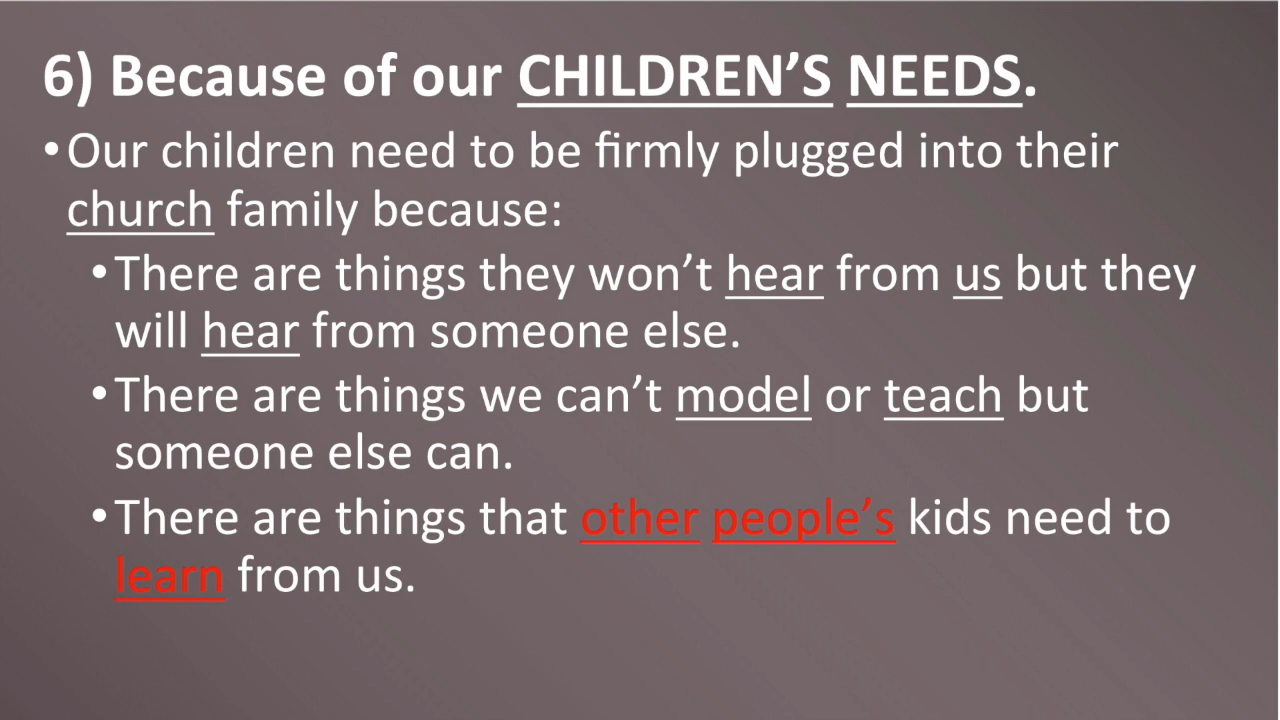 6) Because of our CHILDREN’S NEEDS.
•Our children need to be firmly plugged into their
church family because:
•There are things they won’t hear from us but they
will hear from someone else.
•There are things we can’t model or teach but
someone else can.
•There are things that other people’s kids need to
learn from us.